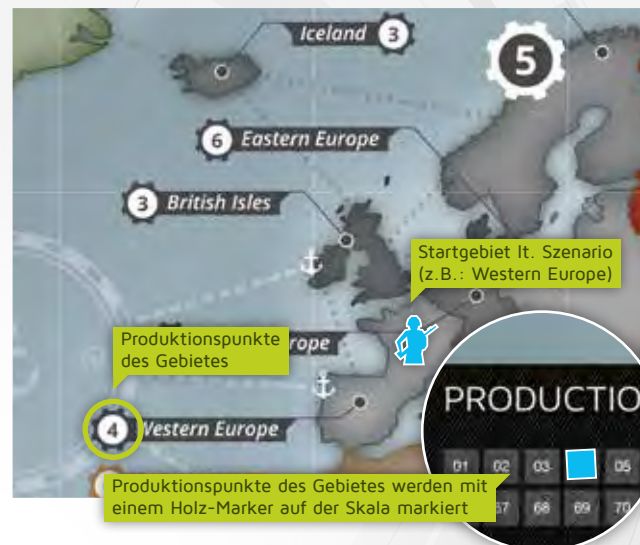 Iceland 3
5
6 Eastern Europe
3 British Isles
Startgebiet lt. Szenario
(z.B.: Western Europe)
Produktionspunkte
des Gebietes
rope
4 Western Europe
PRODUCTIO
01 02 03 05
67 68 69 70
Produktionspunkte des Gebietes werden mit
einem Holz-Marker auf der Skala markiert